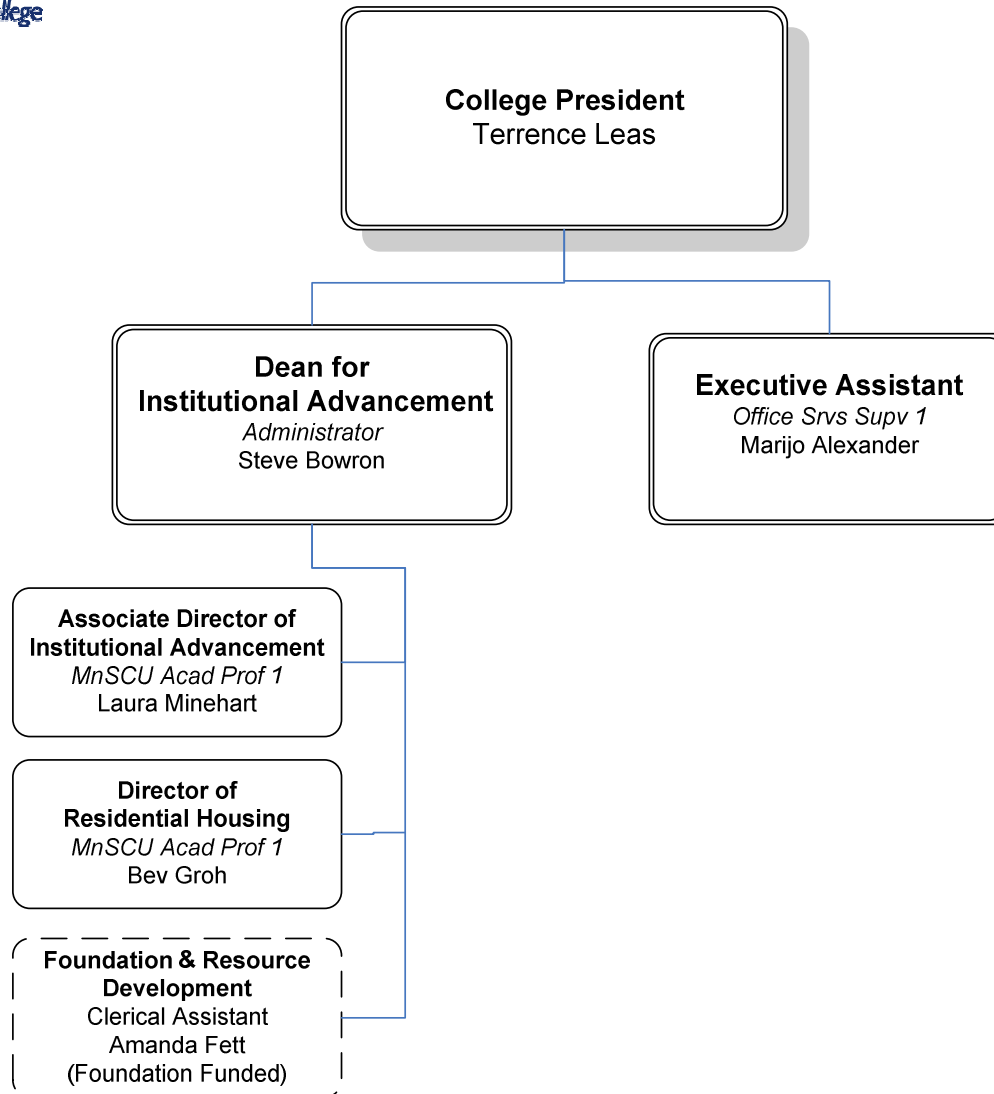 llege
College President
Terrence Leas
Dean for
Institutional Advancement
Administrator
Steve Bowron
Executive Assistant
Office Srvs Supv 1
Marijo Alexander
Associate Director of
Institutional Advancement
MnSCU Acad Prof 1
Laura Minehart
Director of
Residential Housing
MnSCU Acad Prof 1
Bev Groh
Foundation & Resource
Development
Clerical Assistant
Amanda Fett
(Foundation Funded)